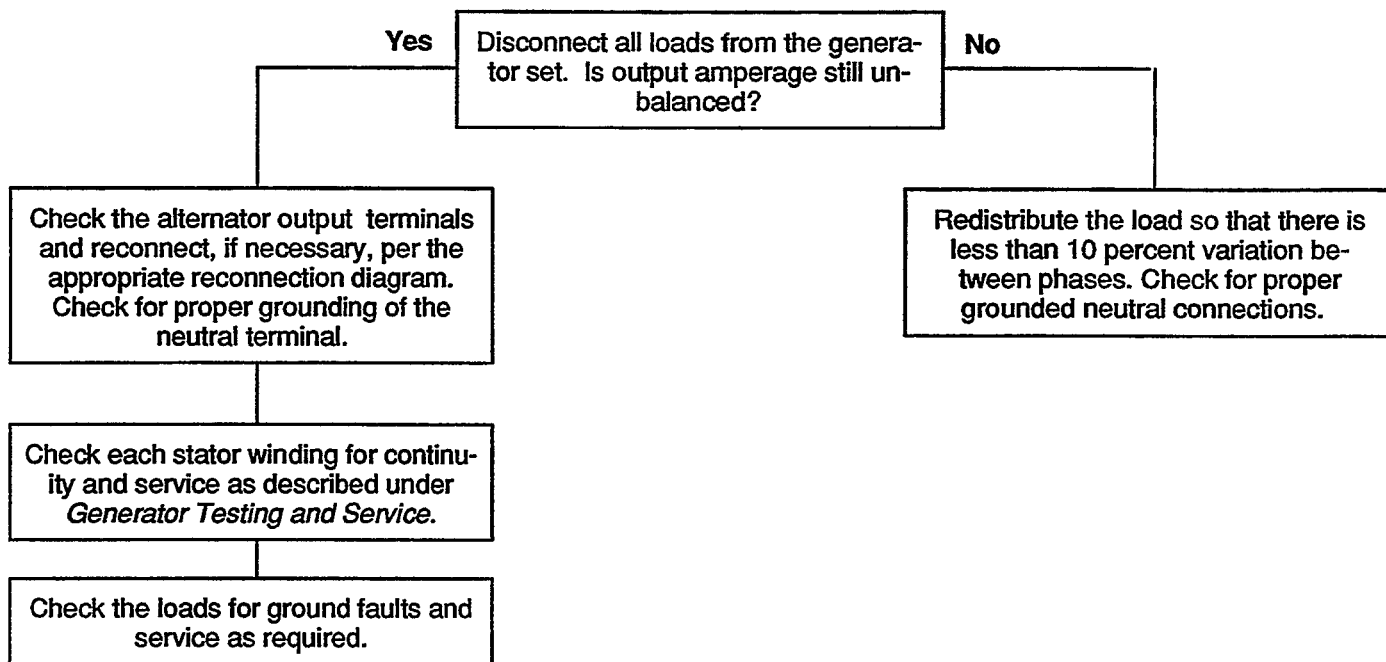 Yes
Disconnect all loads from the genera-
tor set. Is output amperage still un-
balanced?
No
Check the alternator output terminals
and reconnect, if necessary, per the
appropriate reconnection diagram.
Check for proper grounding of the
neutral terminal.
Redistribute the load so that there is
less than 10 percent variation be-
tween phases. Check for proper
grounded neutral connections.
Check each stator winding for continu-
ity and service as described under
Generator Testing and Service.
Check the loads for ground faults and
service as required.